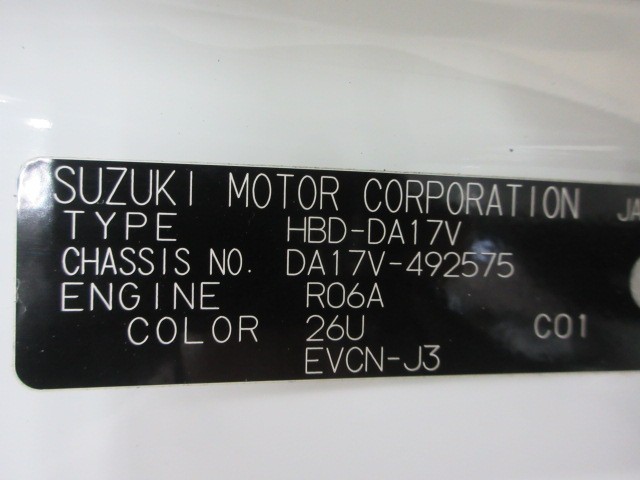 SUZUKI MOTOR CORPORATION JA
TYPE HBD-DA17V
CHASSIS NO. DA17V-492575
ENGINE R06A
COLOR 26U C01
EVCN-J3